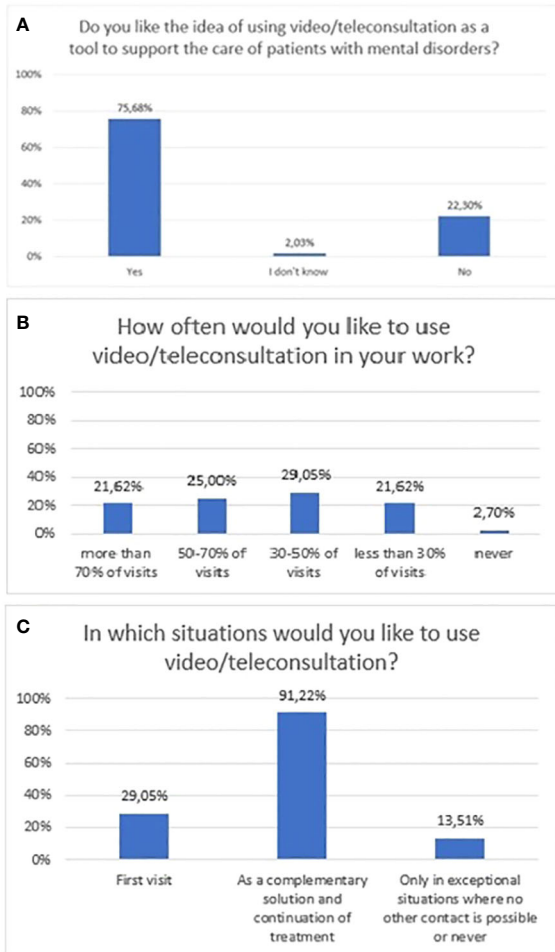 A
Do you like the idea of using video/teleconsultation as a
tool to support the care of patients with mental disorders?
100%
80%
60%
40%
20%
0%
75,68%
2,03%
22,30%
Yes
I don't know
No
B
How often would you like to use
video/teleconsultation in your work?
100%
80%
60%
40%
20%
0%
21,62%
25,00%
29,05%
21,62%
2,70%
more than
70% of visits
50-70% of
visits
30-50% of
visits
less than 30%
of visits
never
C
In which situations would you like to use
video/teleconsultation?
100%
80%
60%
40%
20%
0%
29,05%
91,22%
13,51%
First visit
As a complementary
solution and
continuation of
treatment
Only in exceptional
situations where no
other contact is possible
or never